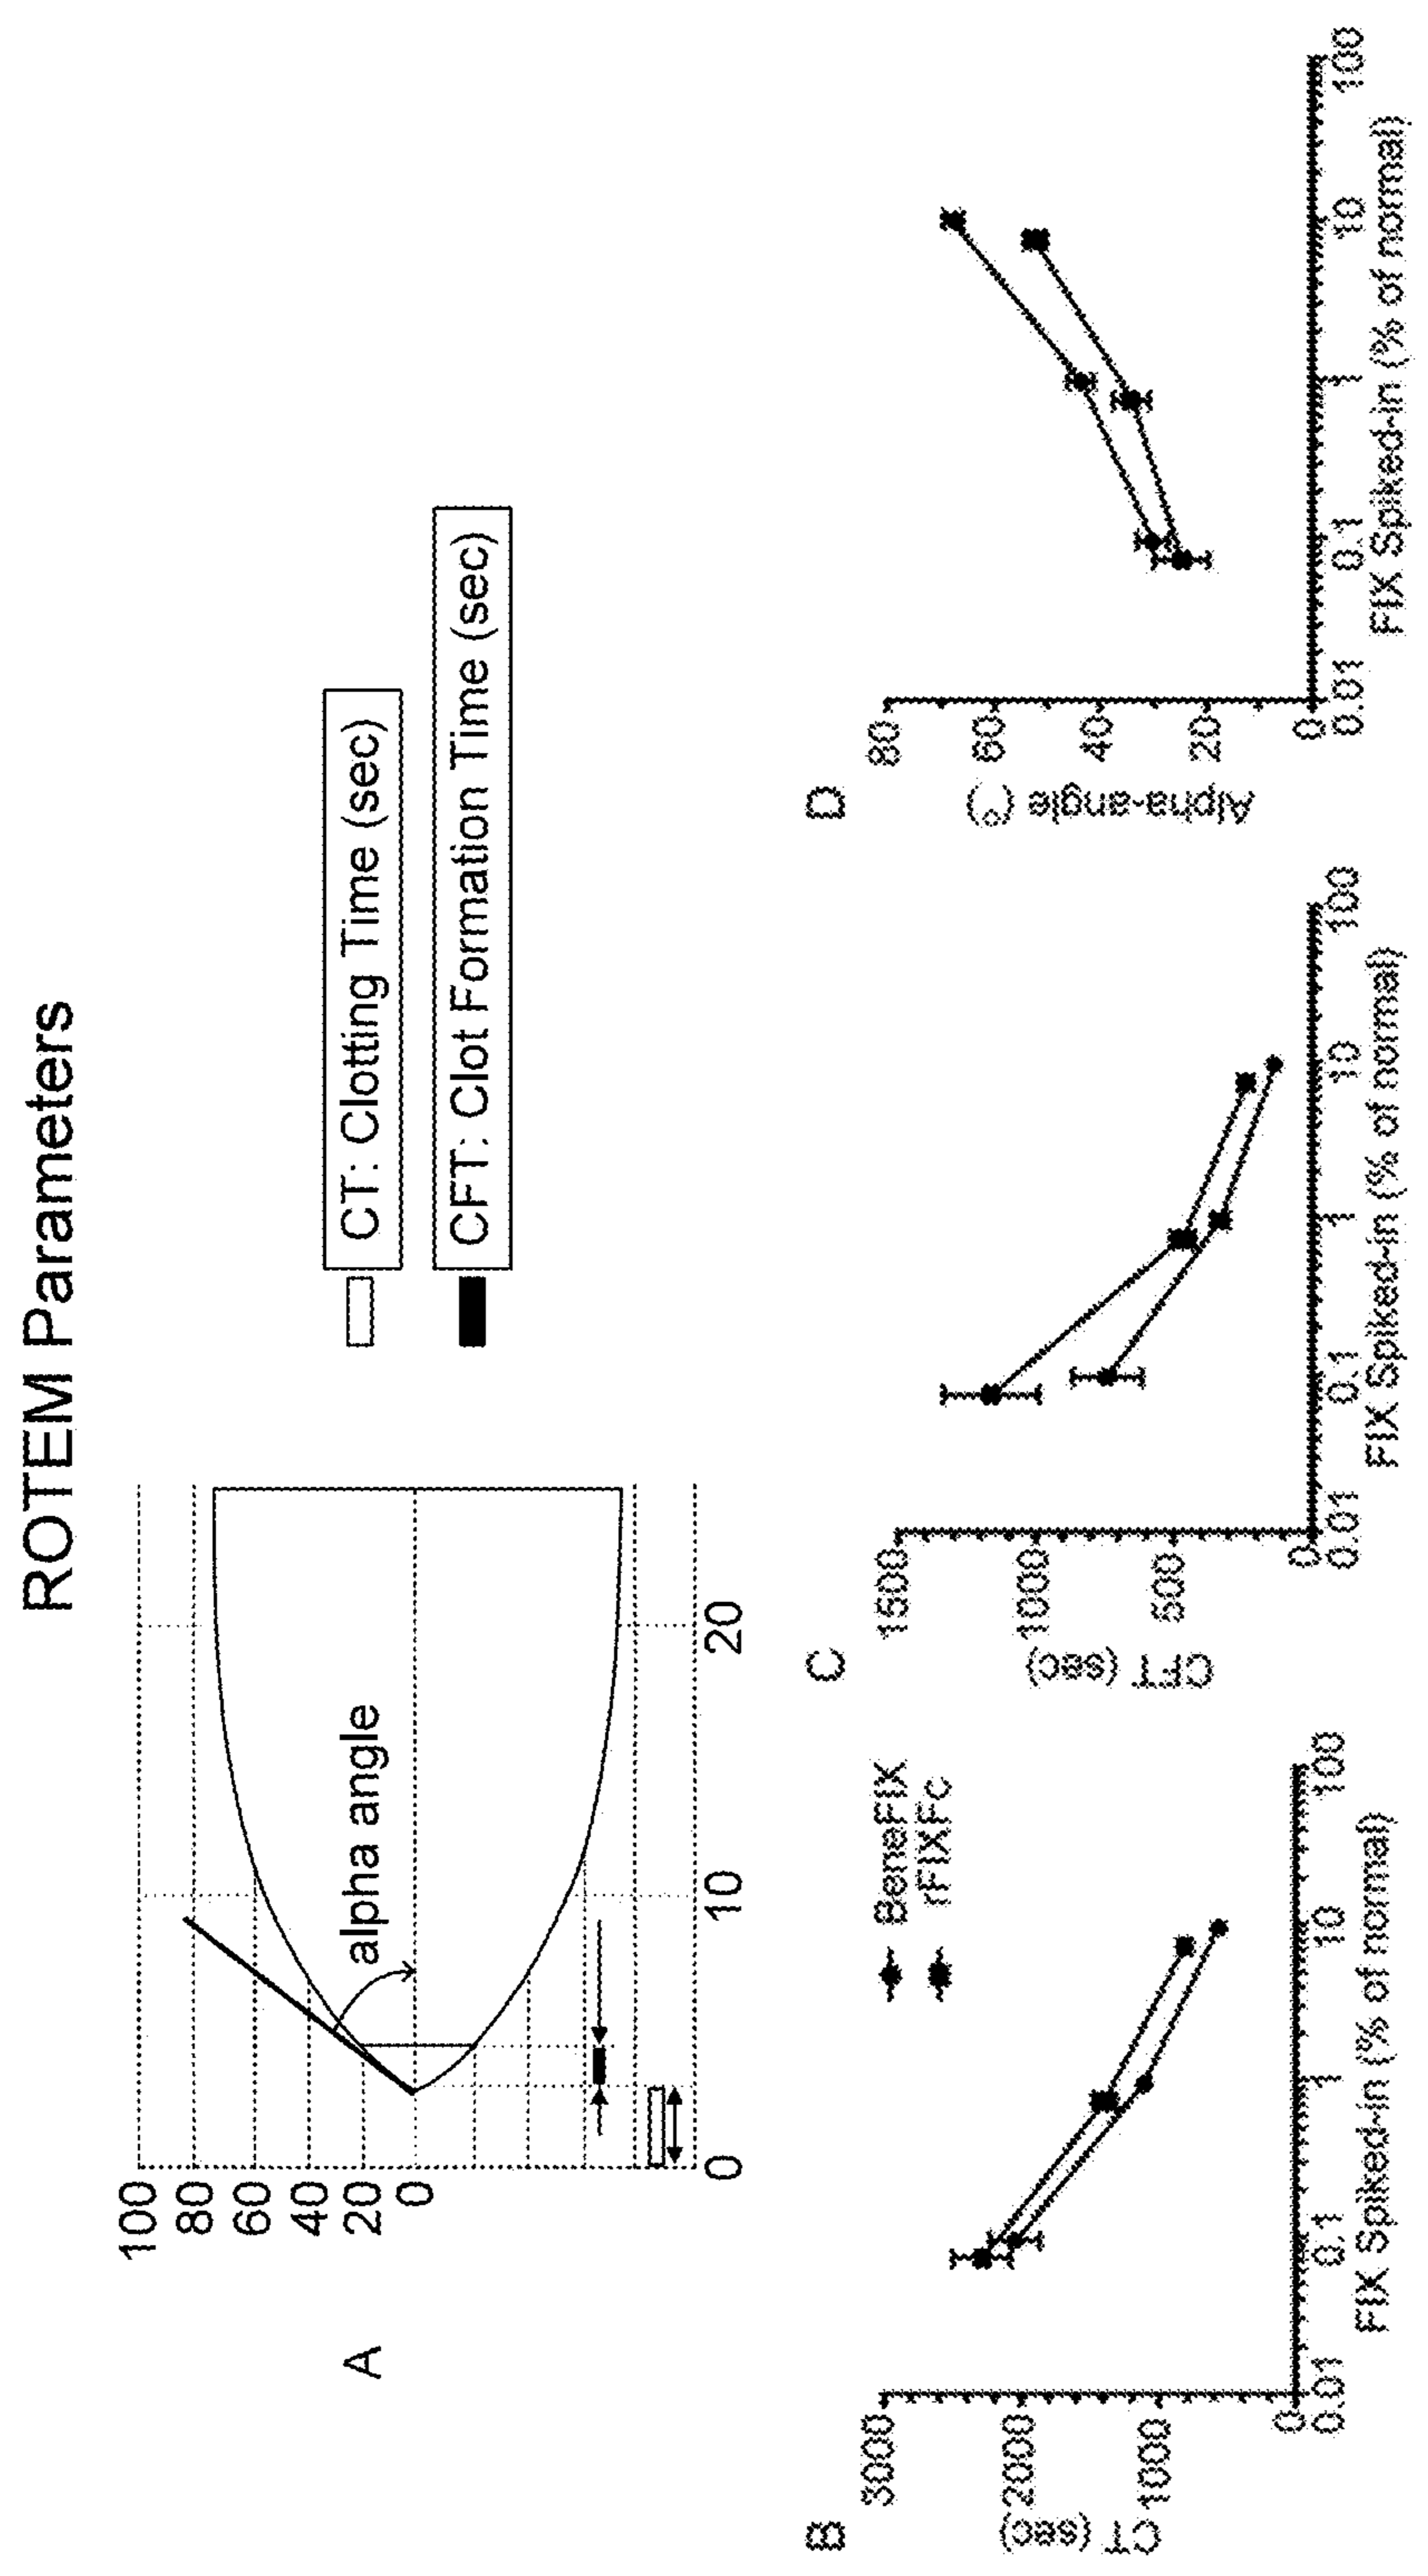 ROTEM Parameters
A
100
80
60
40
20
0
alpha angle
0
10
20
CT: Clotting Time (sec)
CFT: Clot Formation Time (sec)
B
CT (sec)
3000
2000
1000
0
0.01
0.1
1
10
100
FIX Spiked-in (% of normal)
BeneFIX
rFIXFc
C
CFT (sec)
1500
1000
500
0
0.01
0.1
1
10
100
FIX Spiked-in (% of normal)
D
Alpha-angle (°)
80
60
40
20
0
0.01
0.1
1
10
100
FIX Spiked-in (% of normal)